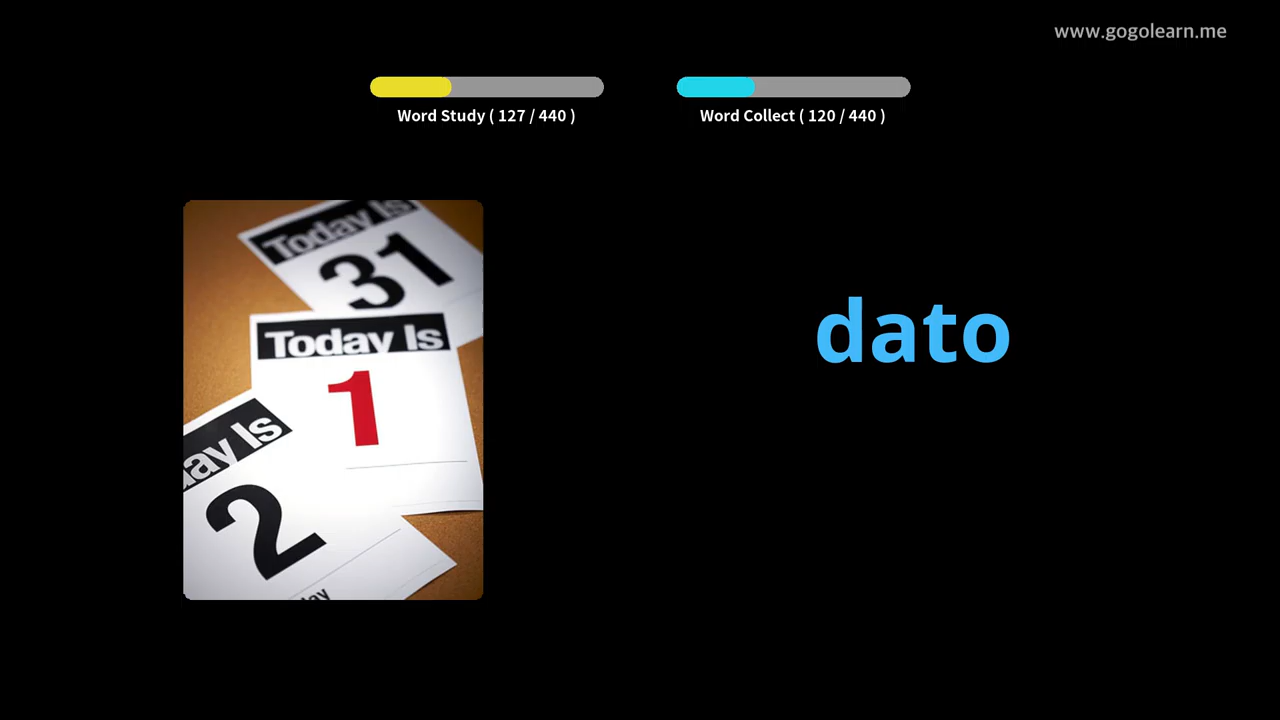 www.gogolearn.me
Word Study ( 127 / 440 )
Word Collect ( 120 / 440 )
Today Is
31
Today Is
1
day Is
2
dato